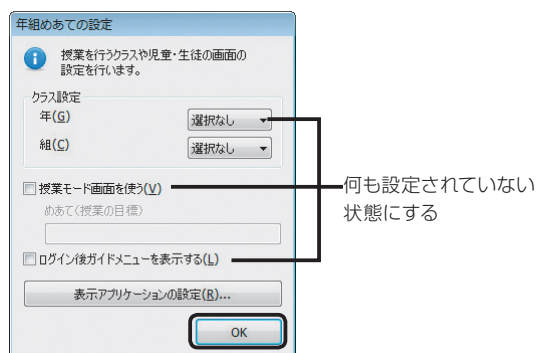 年組めあての設定
授業を行うクラスや児童・生徒の画面の
設定を行います。
クラス設定
年(G)
選択なし
組(C)
選択なし
授業モード画面を使う(V)
めあて(授業の目標)
ログイン後ガイドメニューを表示する(L)
表示アプリケーションの設定(R)...
OK
何も設定されていない
状態にする